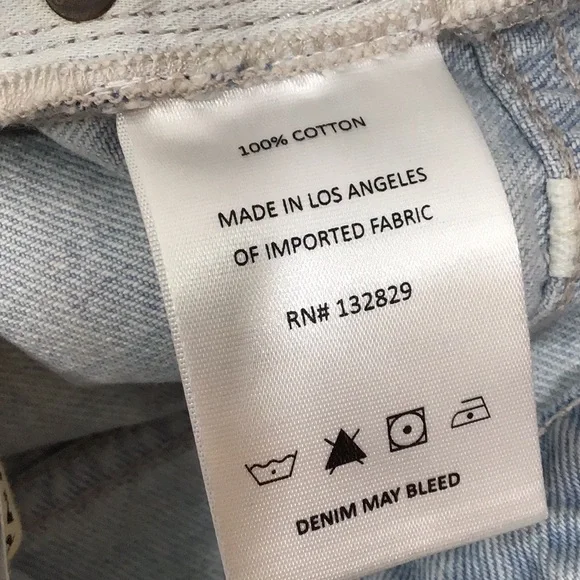 100% COTTON
MADE IN LOS ANGELES
OF IMPORTED FABRIC
RN# 132829
DENIM MAY BLEED